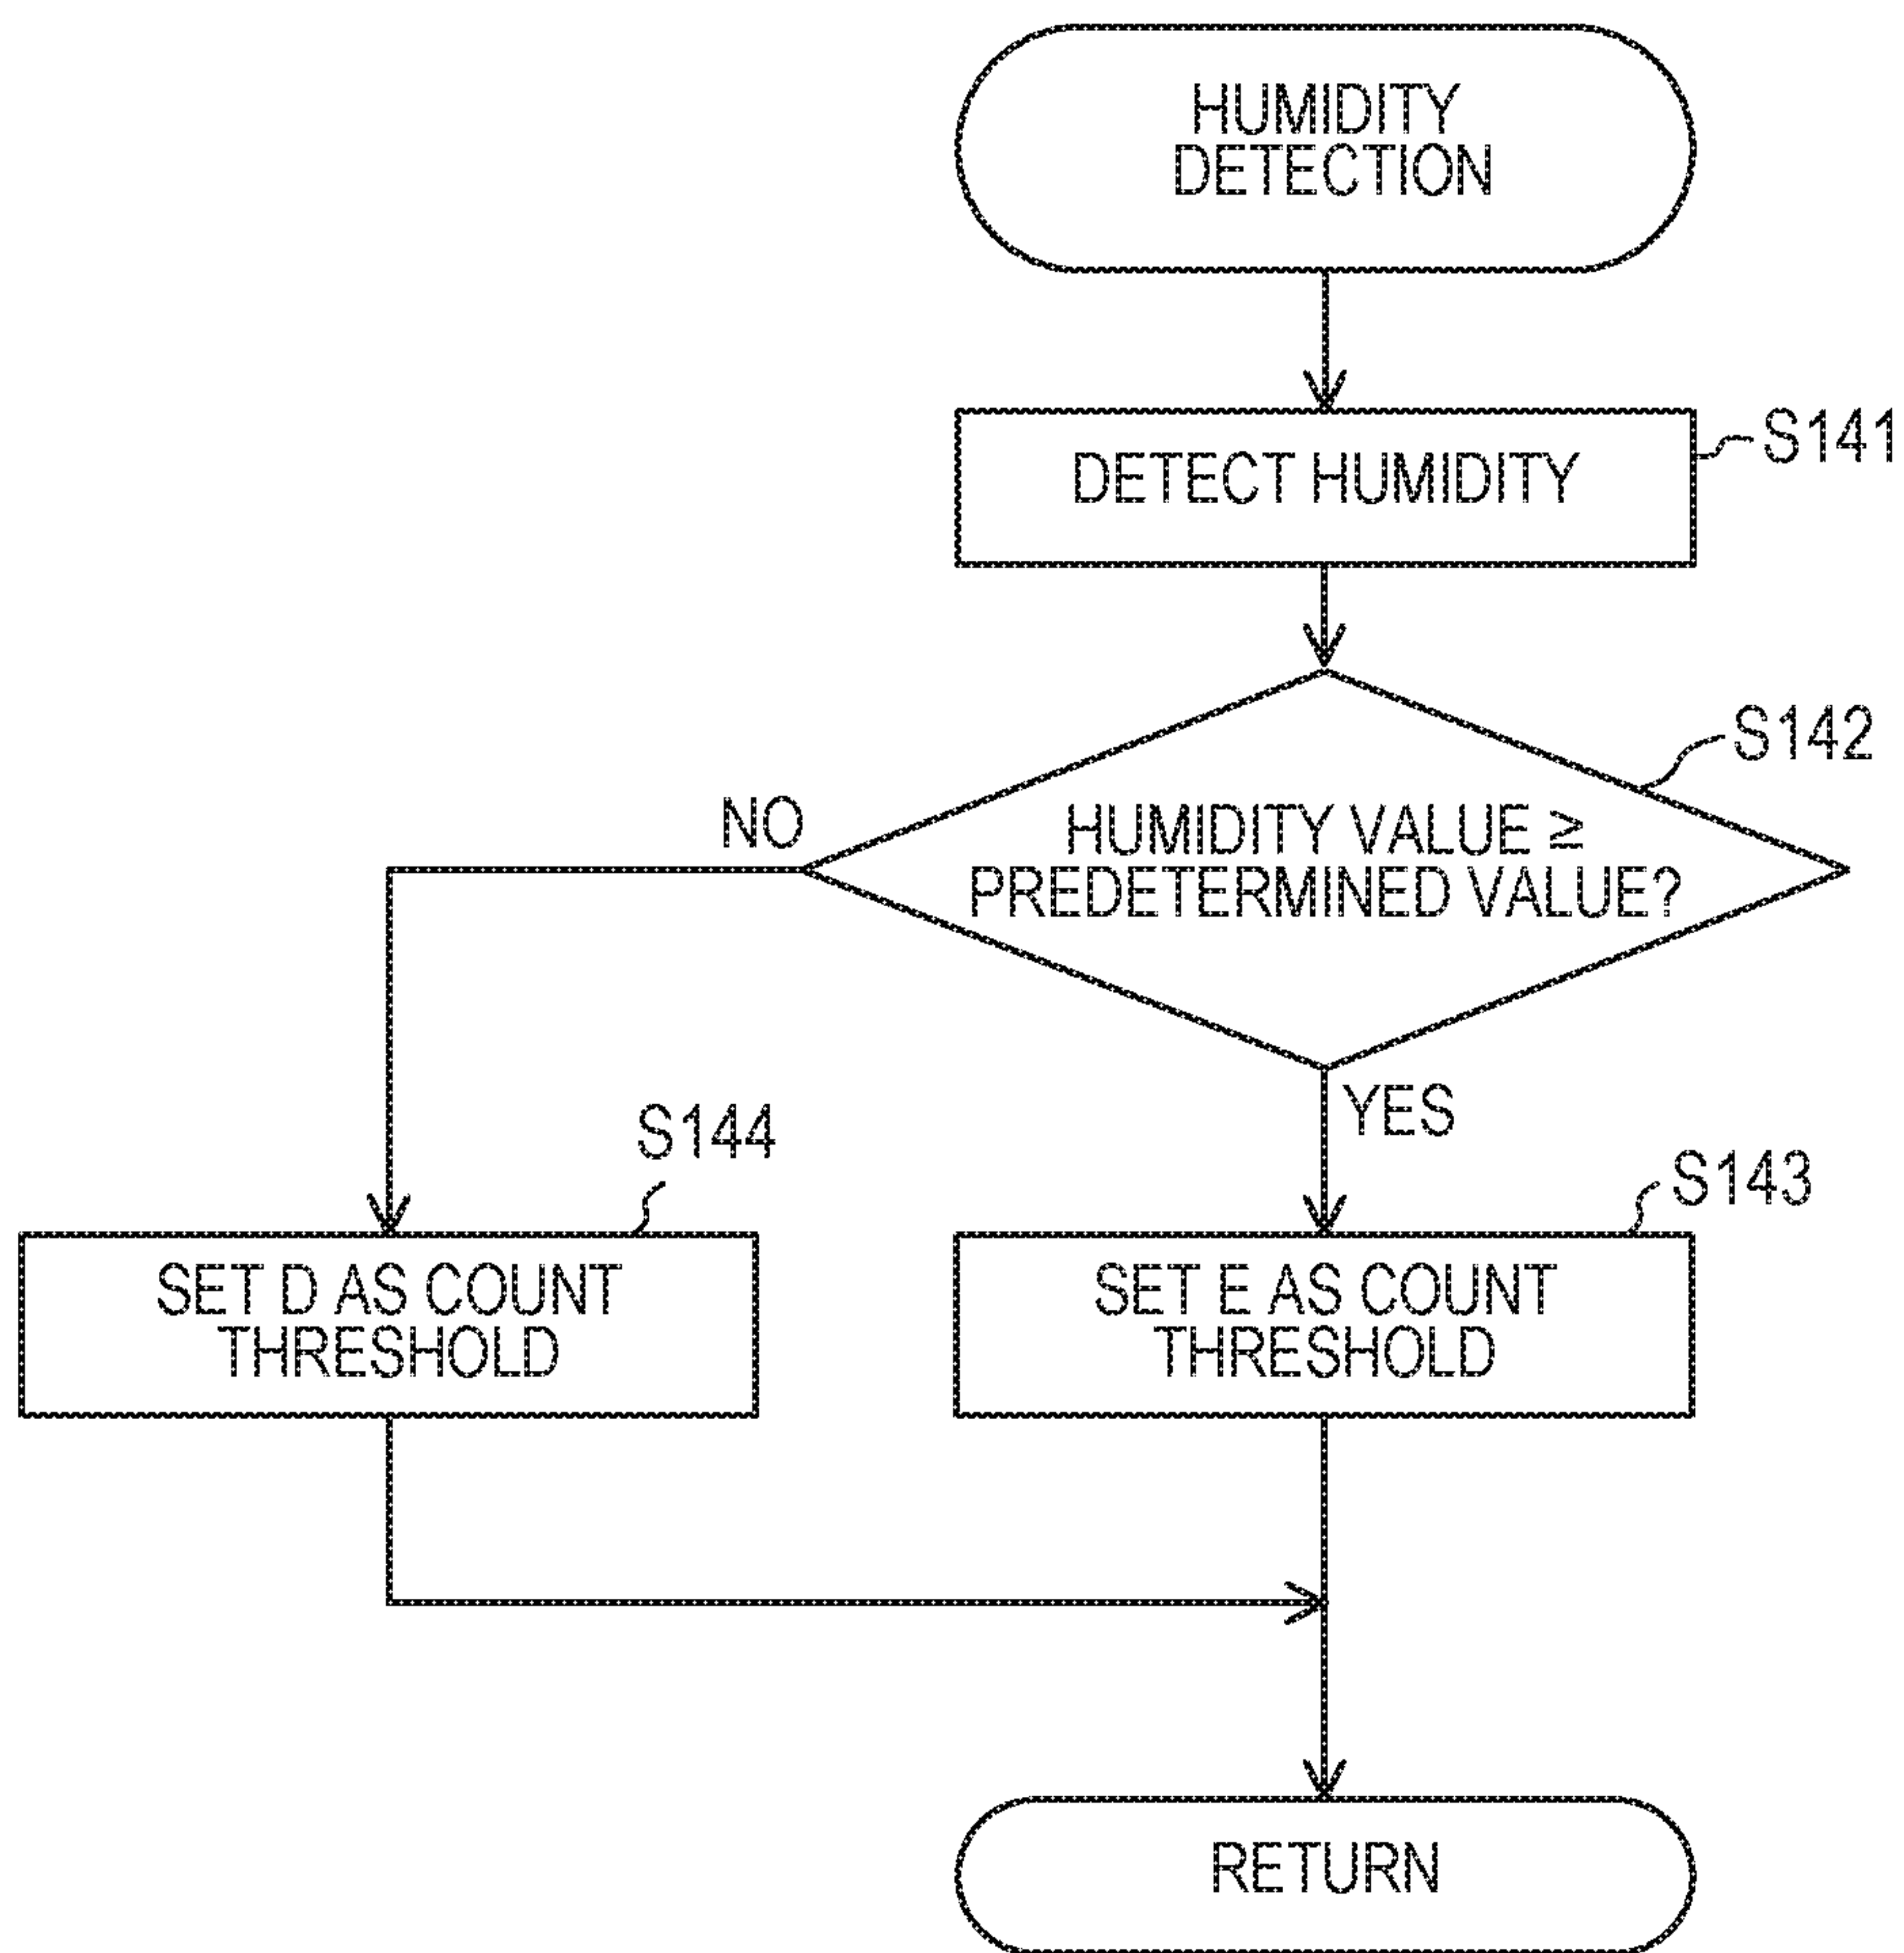 HUMIDITY
DETECTION
DETECT HUMIDITY
S141
S142
HUMIDITY VALUE ≥
PREDETERMINED VALUE?
NO
YES
S144
SET D AS COUNT
THRESHOLD
S143
SET E AS COUNT
THRESHOLD
RETURN